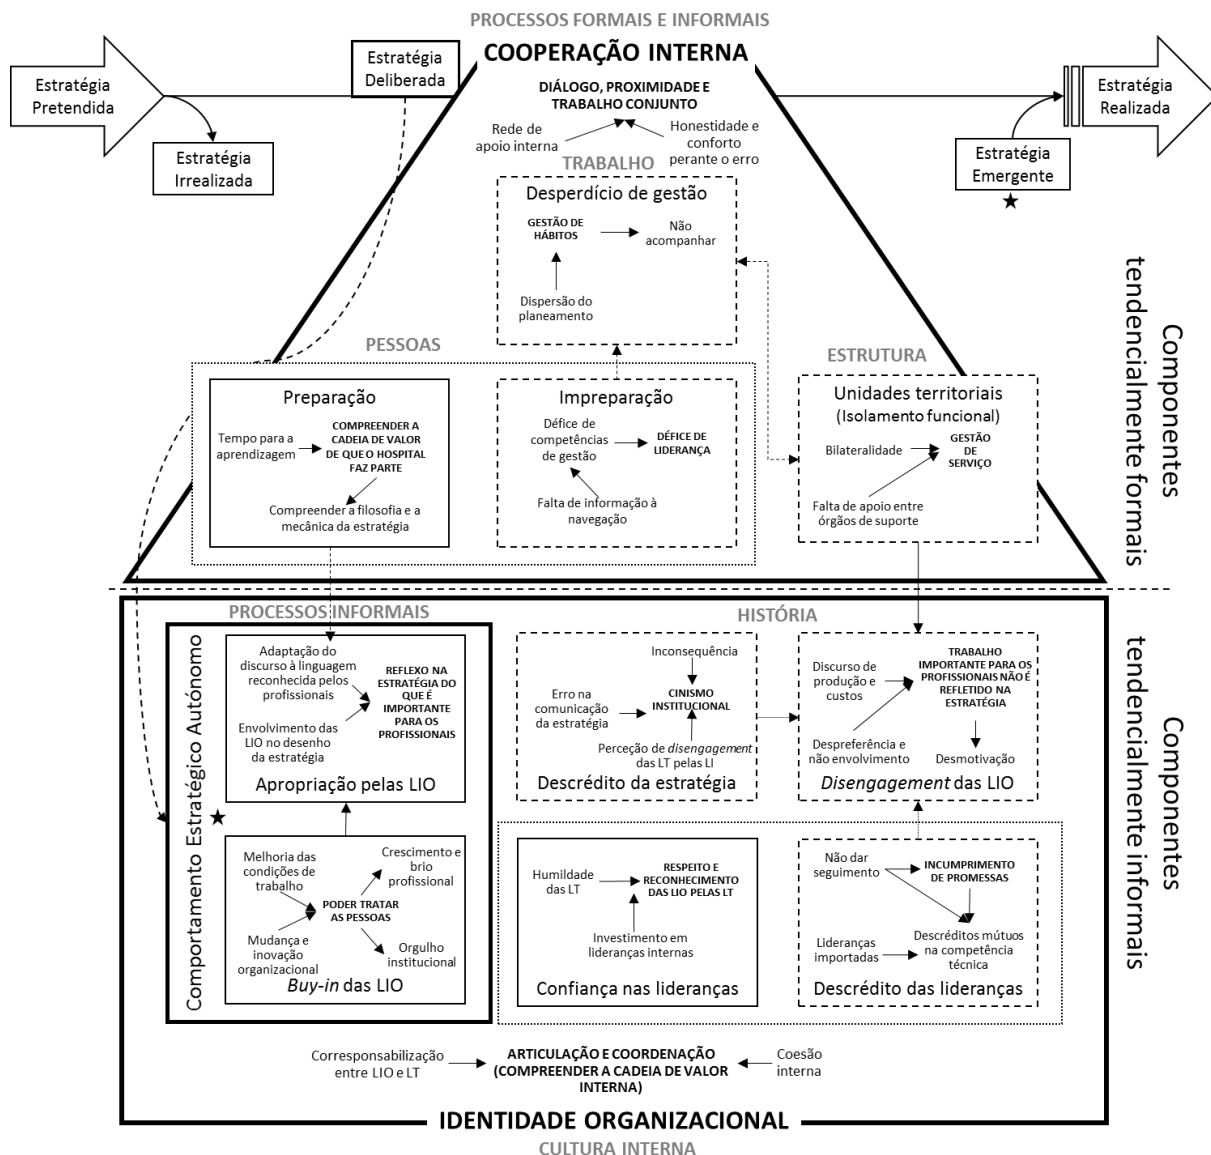 PROCESSOS FORMAIS E INFORMAIS
COOPERAÇÃO INTERNA
Estratégia
Pretendida
Estratégia
Deliberada
Estratégia
Irrealizada
Estratégia
Realizada
Estratégia
Emergente
DIÁLOGO, PROXIMIDADE E
TRABALHO CONJUNTO
Rede de
apoio interna
Honestidade e
conforto
perante o erro
TRABALHO
Desperdício de gestão
GESTÃO DE
HÁBITOS
Não
acompanhar
Dispersão do
planeamento
PESSOAS
Preparação
Tempo para a
aprendizagem
COMPREENDER A
CADEIA DE VALOR
DE QUE O HOSPITAL
FAZ PARTE
Compreender a filosofia e a
mecânica da estratégia
Impreparação
Défice de
competências
de gestão
DÉFICE DE
LIDERANÇA
Falta de informação à
navegação
ESTRUTURA
Unidades territoriais
(Isolamento funcional)
Bilateralidade
GESTÃO
DE
SERVIÇO
Falta de apoio entre
órgãos de suporte
Componentes
tendencialmente formais
PROCESSOS INFORMAIS
Comportamento Estratégico Autónomo
Adaptação do
discurso à linguagem
reconhecida pelos
profissionais
REFLEXO NA
ESTRATÉGIA DO
QUE É
IMPORTANTE
PARA OS
PROFISSIONAIS
Envolvimento das
LIO no desenho
da estratégia
Apropriação pelas LIO
Melhoria das
condições de
trabalho
Crescimento e
brio
profissional
PODER TRATAR
AS PESSOAS
Mudança e
inovação
organizacional
Orgulho
institucional
Buy-in das LIO
HISTÓRIA
Inconsequência
Erro na
comunicação
da estratégia
CINISMO
INSTITUCIONAL
Perceção de disengagement
das LT pelas LI
Descrédito da estratégia
Discurso de
produção e
custos
TRABALHO
IMPORTANTE PARA OS
PROFISSIONAIS NÃO É
REFLETIDO NA
ESTRATÉGIA
Despreferência e
não envolvimento
Desmotivação
Disengagement das LIO
Humildade
das LT
RESPEITO E
RECONHECIMENTO
DAS LIO PELAS LT
Investimento em
lideranças internas
Confiança nas lideranças
Não dar
seguimento
INCUMPRIMENTO
DE PROMESSAS
Lideranças
importadas
Descréditos mútuos
na competência
técnica
Descrédito das lideranças
Componentes
tendencialmente informais
Corresponsabilização
entre LIO e LT
ARTICULAÇÃO E COORDENAÇÃO
(COMPREENDER A CADEIA DE VALOR
INTERNA)
Coesão
interna
IDENTIDADE ORGANIZACIONAL
CULTURA INTERNA